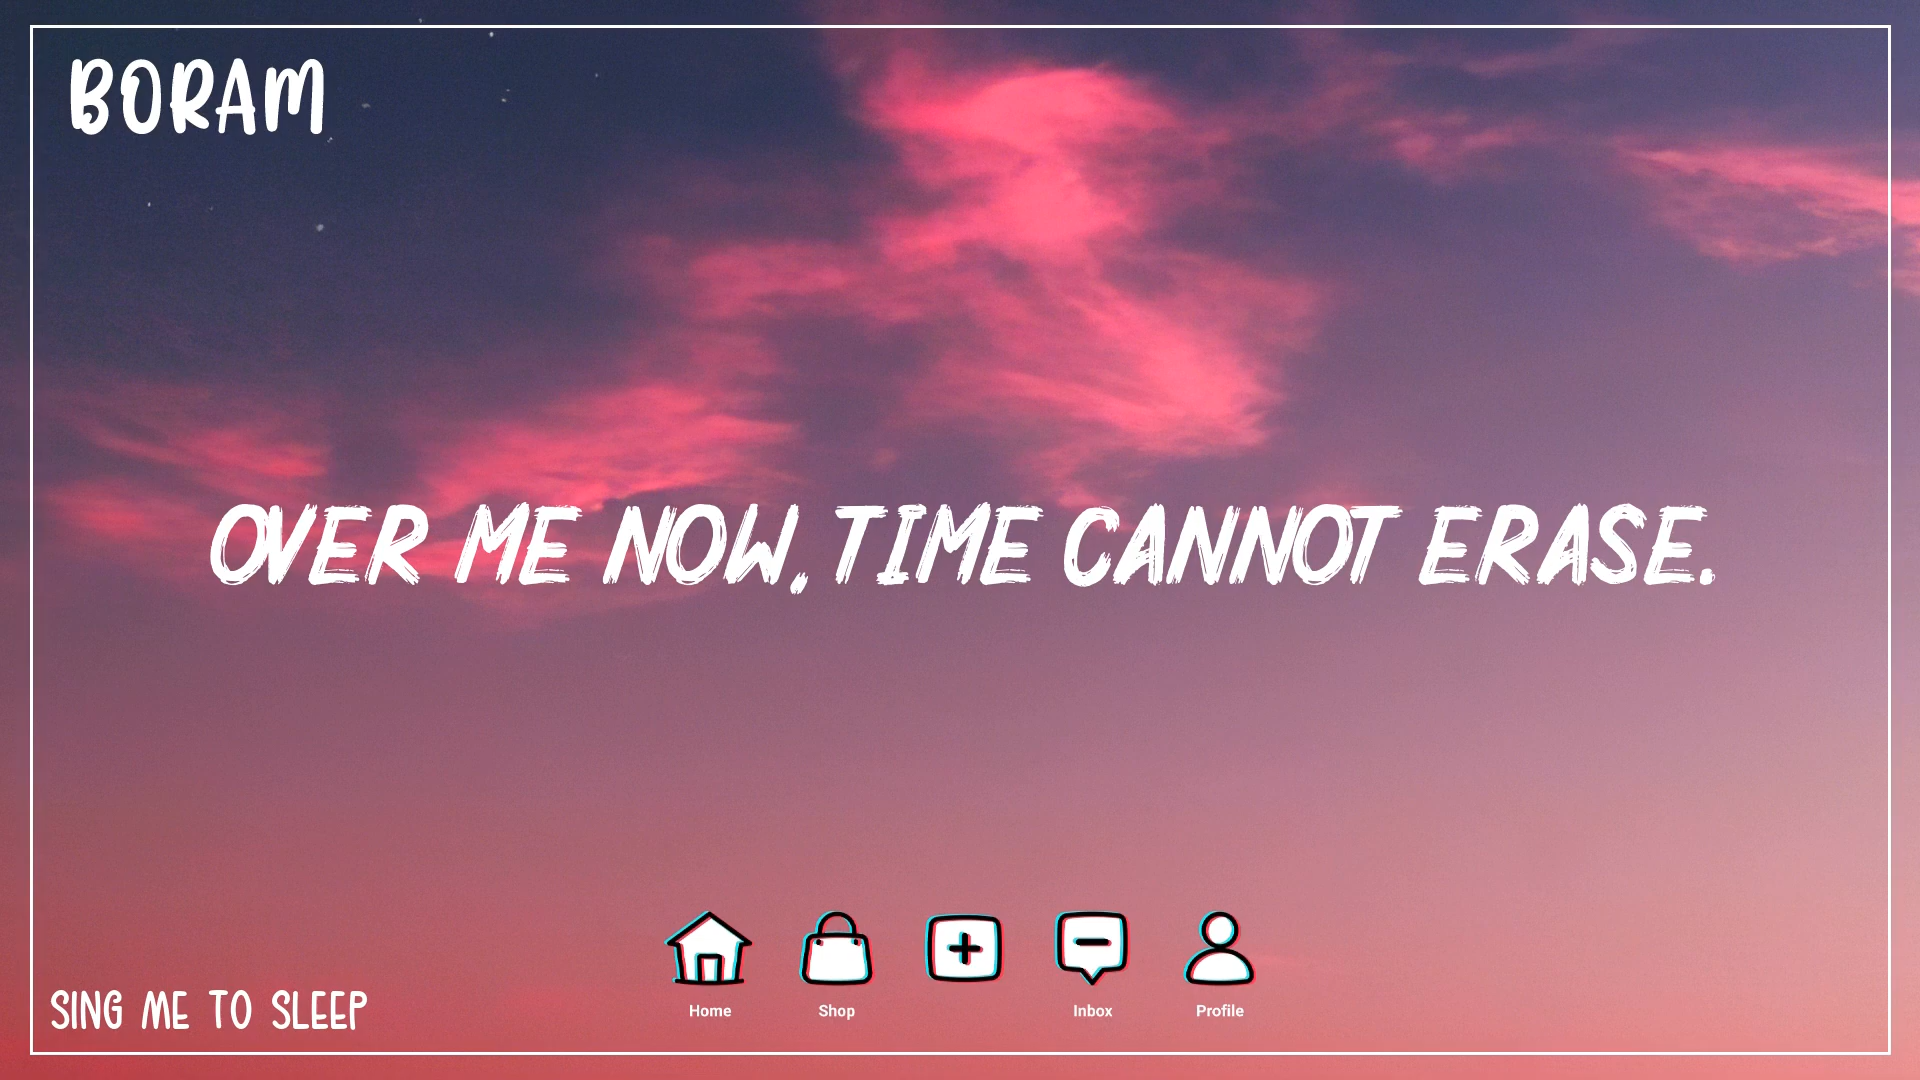 BORAM
OVER ME NOW, TIME CANNOT ERASE.
Home Shop Inbox Profile
SING ME TO SLEEP